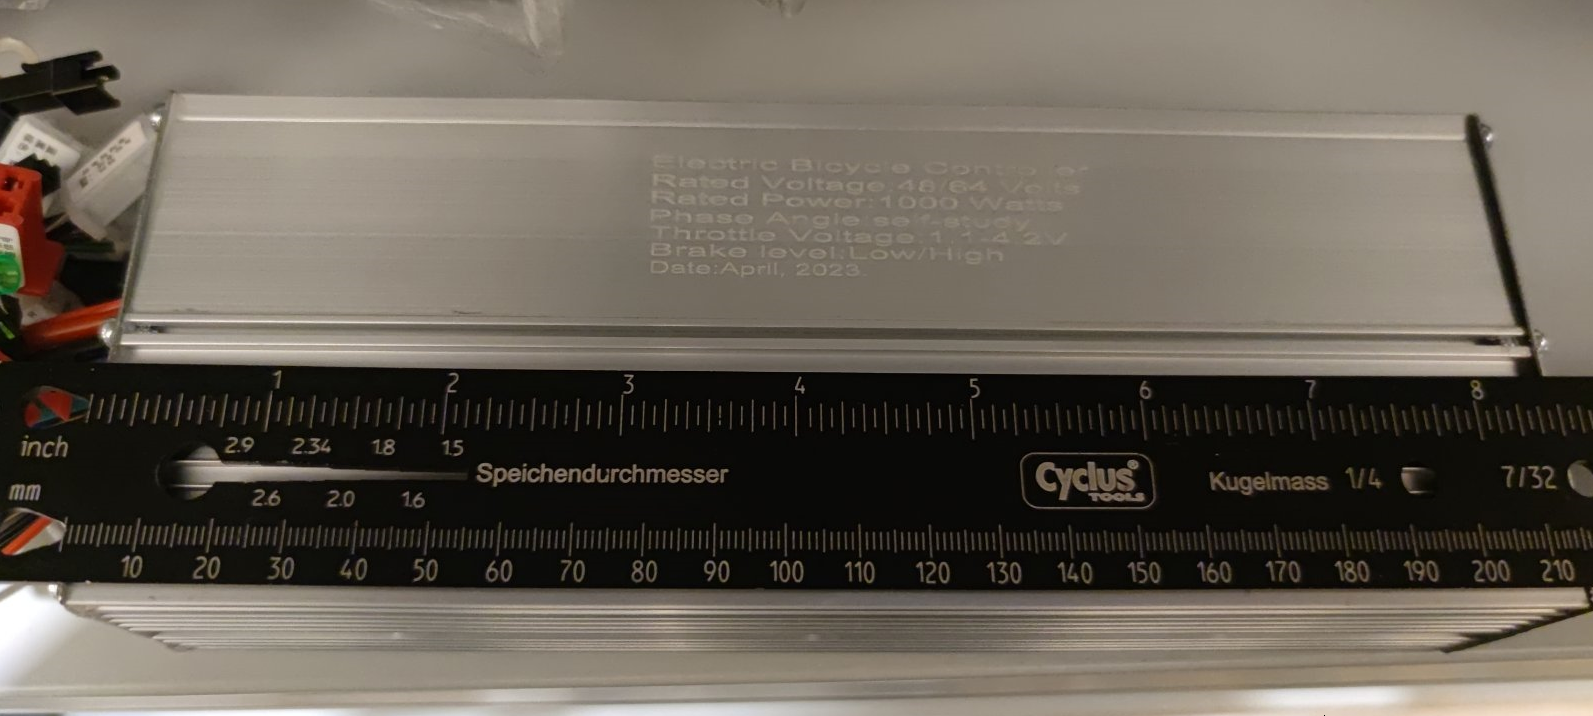 Electric Bicycle Controller
Rated Voltage:48/64 Volts
Rated Power:1000 Watts
Phase Angle self-study
Throttle Voltage:1.1-4.2V
Brake level:Low/High
Date:April, 2023.
1 2 3 4 5 6 7 8
inch
2.9 2.34 1.8 1.5
Speichendurchmesser
Cyclus®
TOOLS
Kugelmass 1/4 7/32
mm
2.6 2.0 1.6
10 20 30 40 50 60 70 80 90 100 110 120 130 140 150 160 170 180 190 200 210